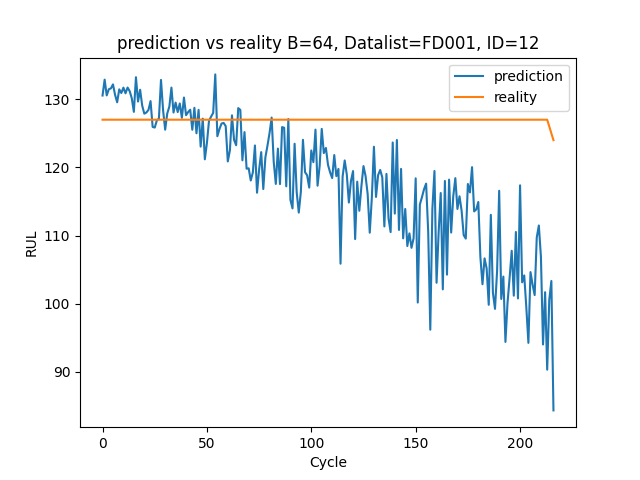 prediction vs reality B=64, Datalist=FD001, ID=12
prediction
reality
RUL
130
120
110
100
90
0 50 100 150 200
Cycle